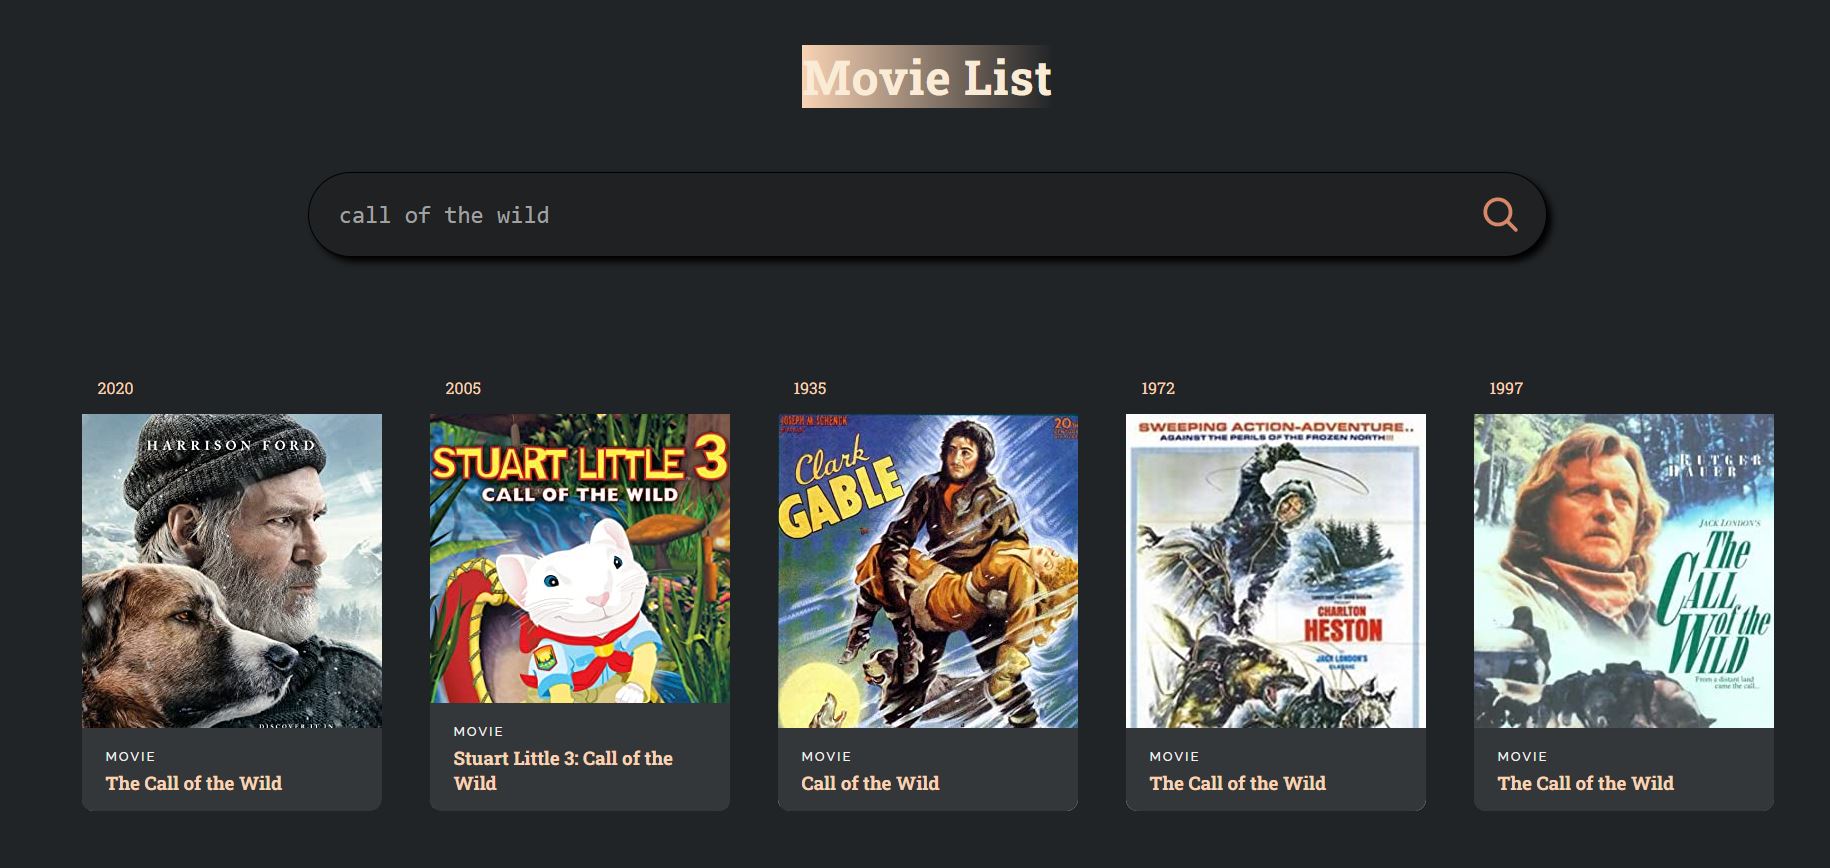 Movie List
call of the wild
2020
HARRISON FORD
DISCOVER IT IN
MOVIE
The Call of the Wild
2005
STUART LITTLE 3
CALL OF THE WILD
MOVIE
Stuart Little 3: Call of the
Wild
1935
JOSEPH M. SCHENCK
20
Clark
GABLE
MOVIE
Call of the Wild
1972
SWEEPING ACTION-ADVENTURE..
AGAINST THE PERILS OF THE FROZEN NORTH!!!
CHARLTON
HESTON
JACK LONDON'S
CLASSIC
MOVIE
The Call of the Wild
1997
RUTGER
HAUER
JACK LONDON'S
The
CALL
of the
WILD
From a distant land
came the call...
MOVIE
The Call of the Wild